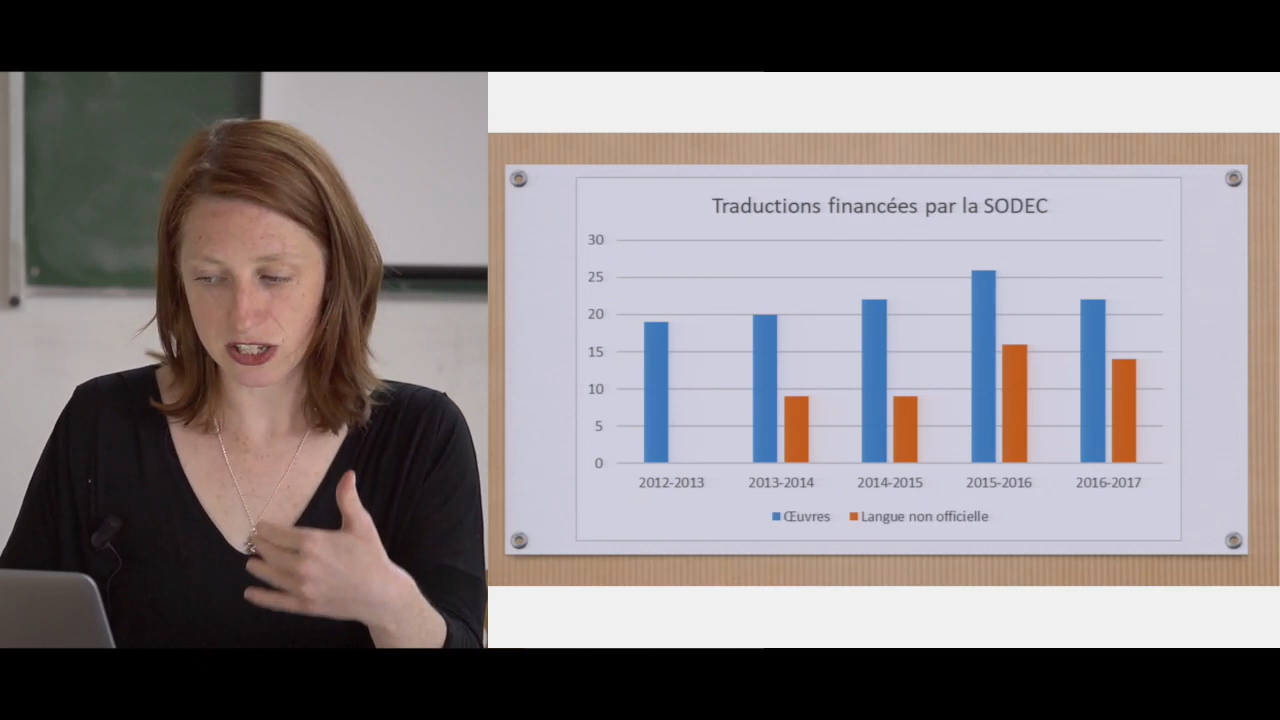 Traductions financées par la SODEC
30
25
20
15
10
5
0
2012-2013 2013-2014 2014-2015 2015-2016 2016-2017
Œuvres Langue non officielle